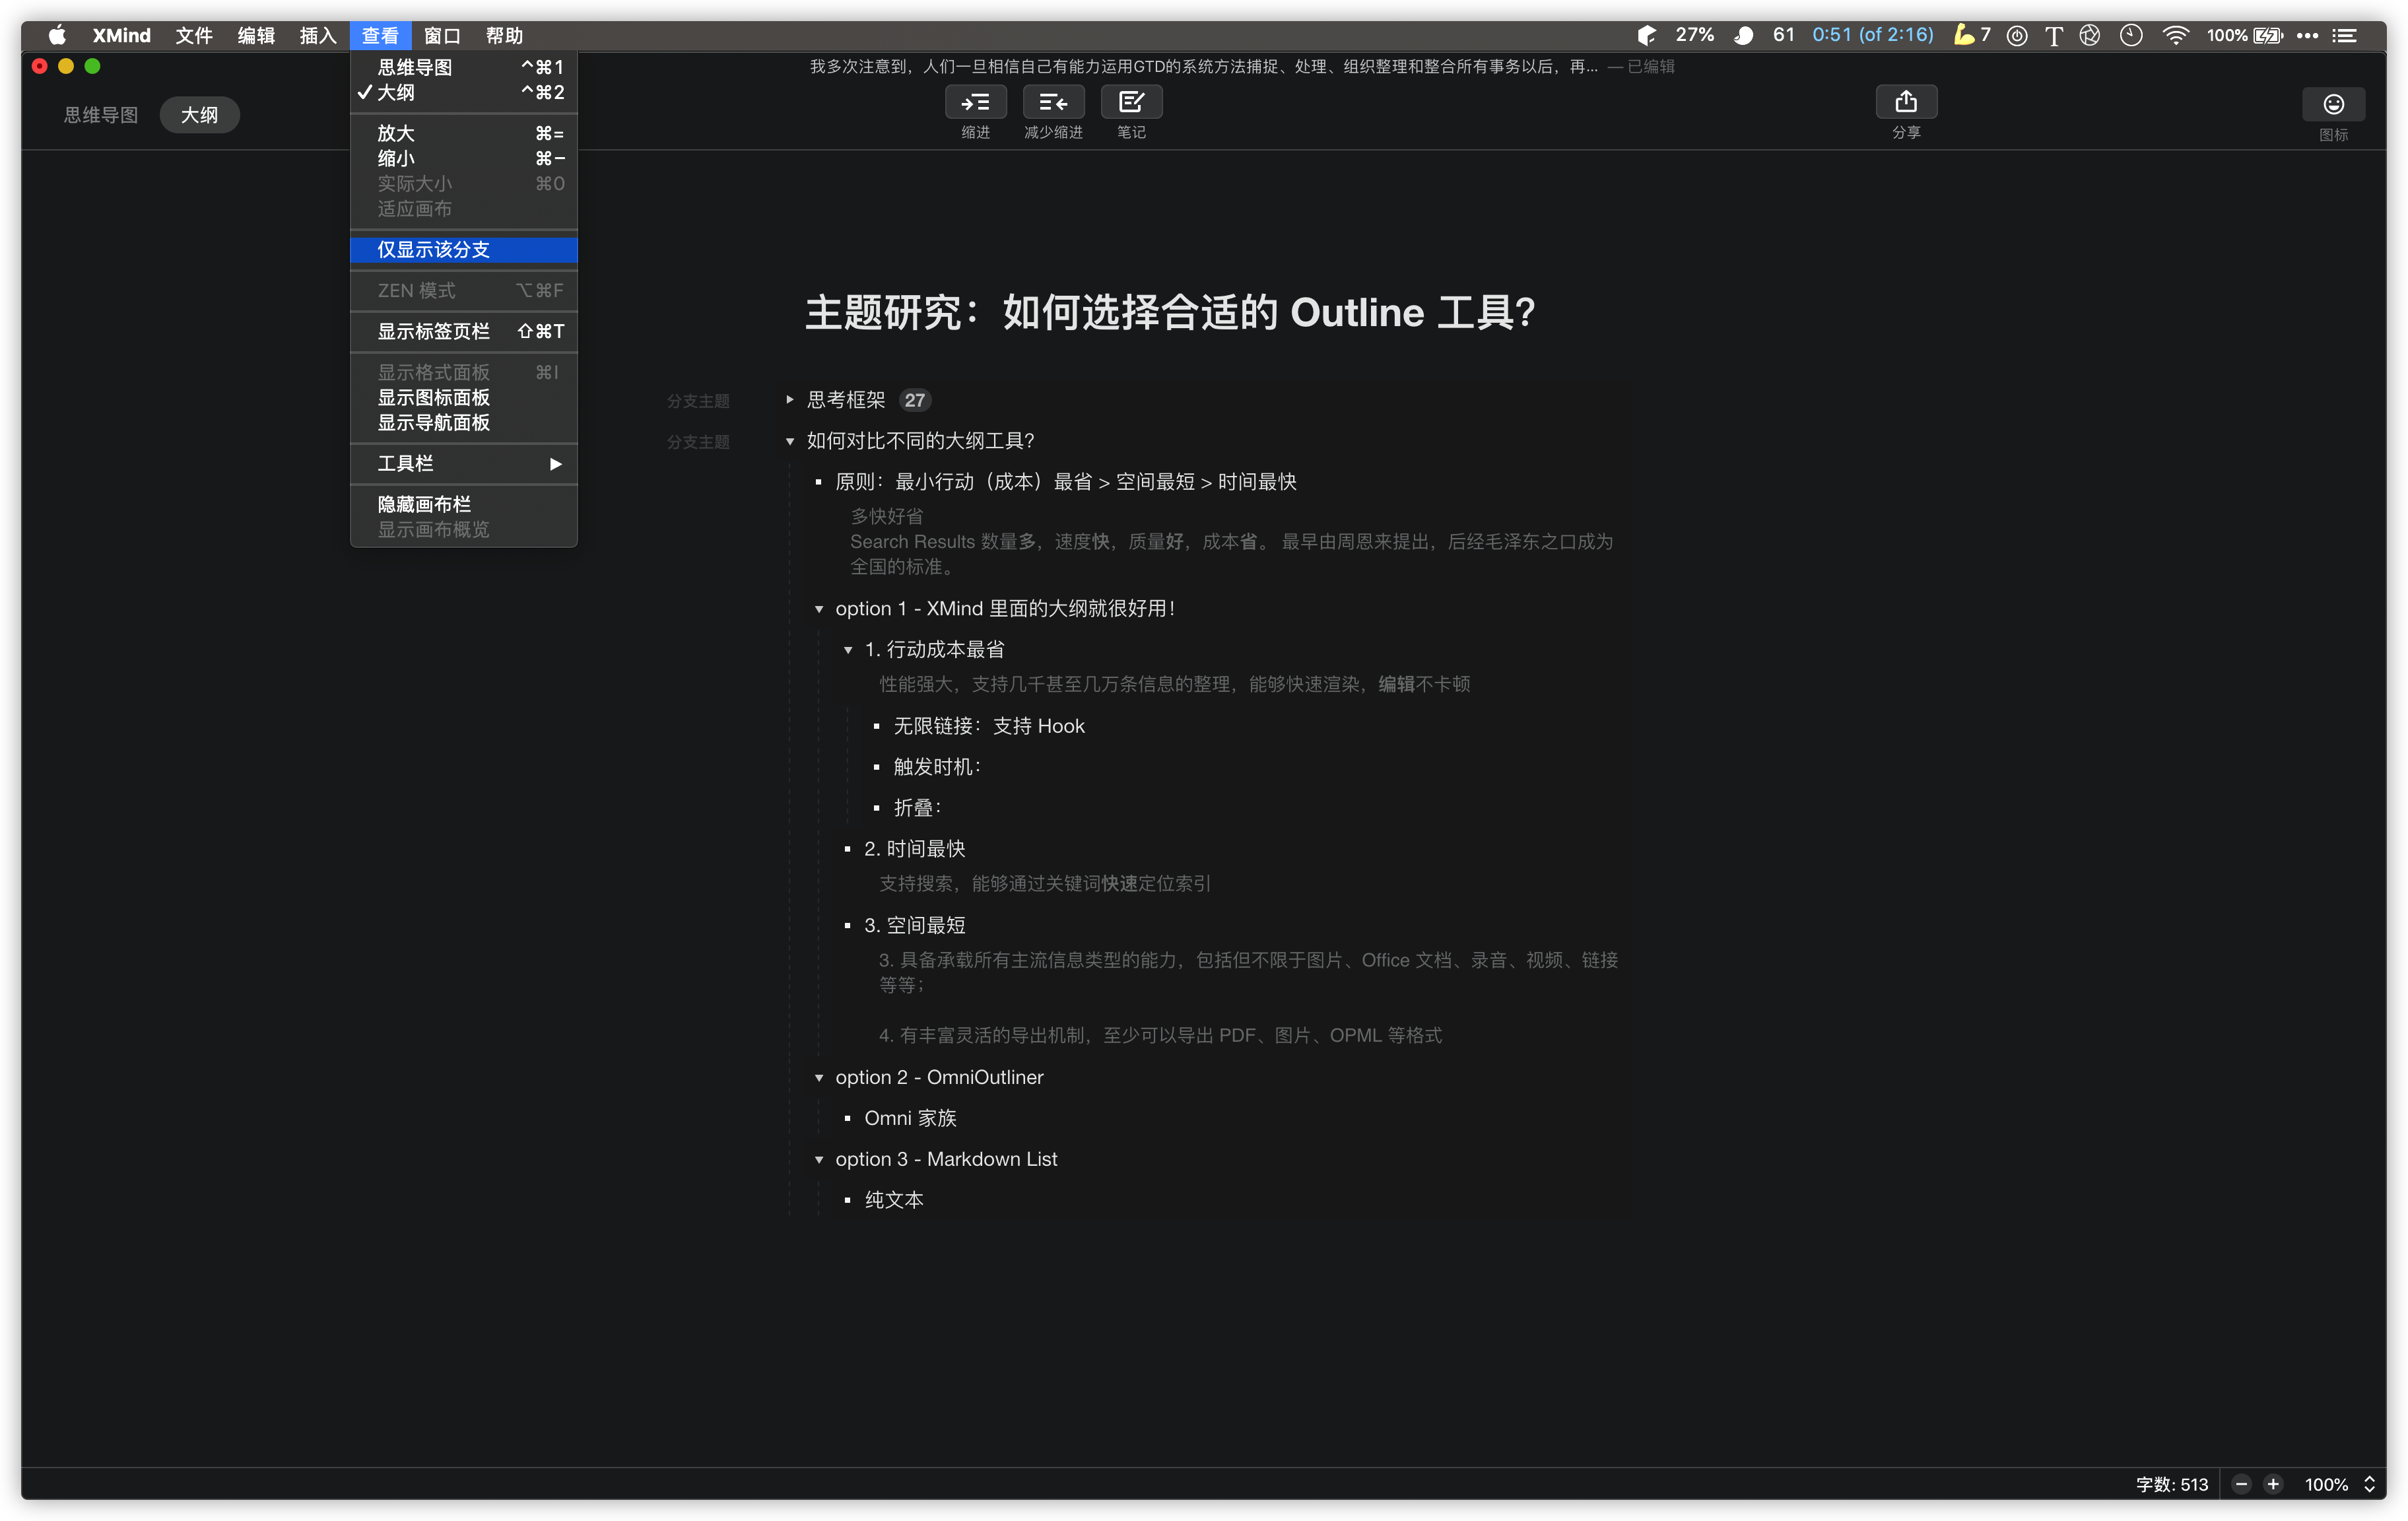 XMind 文件 编辑 插入 查看 窗口 帮助 27% 61 0:51 (of 2:16) 7 100%
我多次注意到，人们一旦相信自己有能力运用GTD的系统方法捕捉、处理、组织整理和整合所有事务以后，再... — 已编辑
思维导图 大纲
缩进 减少缩进 笔记 分享 图标
思维导图 ^⌘1
✓ 大纲 ^⌘2
放大 ⌘=
缩小 ⌘−
实际大小 ⌘0
适应画布
仅显示该分支
ZEN 模式 ⌥⌘F
显示标签页栏 ⇧⌘T
显示格式面板 ⌘I
显示图标面板
显示导航面板
工具栏 ▶
隐藏画布栏
显示画布概览
主题研究：如何选择合适的 Outline 工具？
分支主题 思考框架 27
分支主题 如何对比不同的大纲工具？
原则：最小行动（成本）最省 > 空间最短 > 时间最快
多快好省
Search Results 数量多，速度快，质量好，成本省。 最早由周恩来提出，后经毛泽东之口成为
全国的标准。
option 1 - XMind 里面的大纲就很好用！
1. 行动成本最省
性能强大，支持几千甚至几万条信息的整理，能够快速渲染，编辑不卡顿
无限链接：支持 Hook
触发时机：
折叠：
2. 时间最快
支持搜索，能够通过关键词快速定位索引
3. 空间最短
3. 具备承载所有主流信息类型的能力，包括但不限于图片、Office 文档、录音、视频、链接
等等；
4. 有丰富灵活的导出机制，至少可以导出 PDF、图片、OPML 等格式
option 2 - OmniOutliner
Omni 家族
option 3 - Markdown List
纯文本
字数: 513 100%